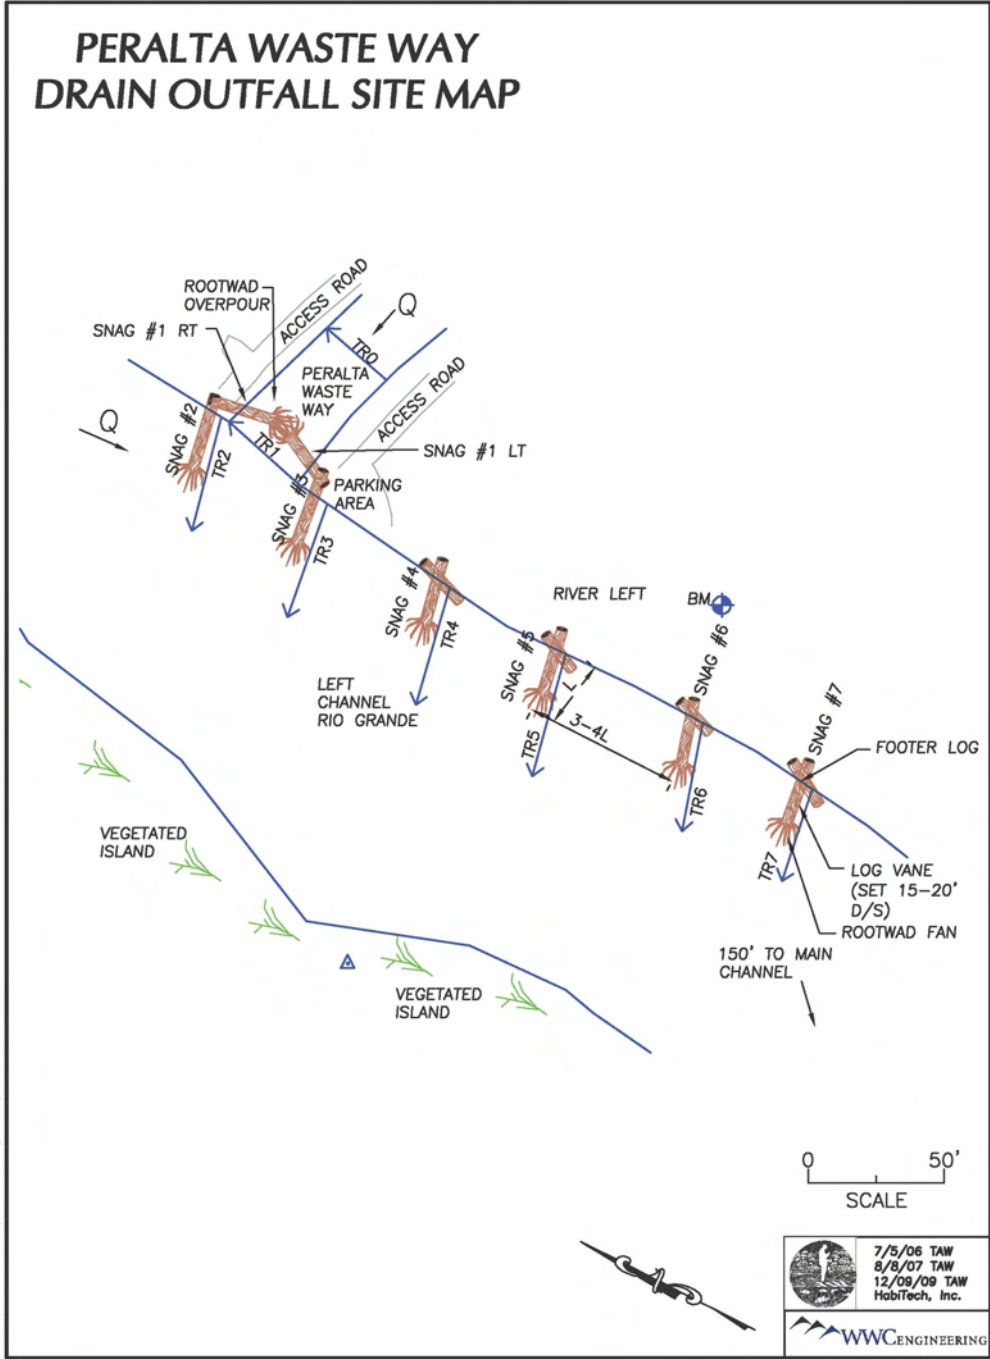 PERALTA WASTE WAY
DRAIN OUTFALL SITE MAP
ROOTWAD
OVERPOUR
ACCESS ROAD
Q
SNAG #1 RT
TR0
PERALTA
WASTE
WAY
ACCESS ROAD
Q
SNAG #2
TR2
TR1
SNAG #1 LT
PARKING
AREA
SNAG #3
TR3
SNAG #4
TR4
RIVER LEFT
BM
SNAG #5
SNAG #6
LEFT
CHANNEL
RIO GRANDE
L
3-4L
TR5
SNAG #7
FOOTER LOG
TR6
VEGETATED
ISLAND
TR7
LOG VANE
(SET 15-20'
D/S)
ROOTWAD FAN
150' TO MAIN
CHANNEL
VEGETATED
ISLAND
0 50'
SCALE
7/5/06 TAW
8/8/07 TAW
12/09/09 TAW
HabiTech, Inc.
WWCENGINEERING